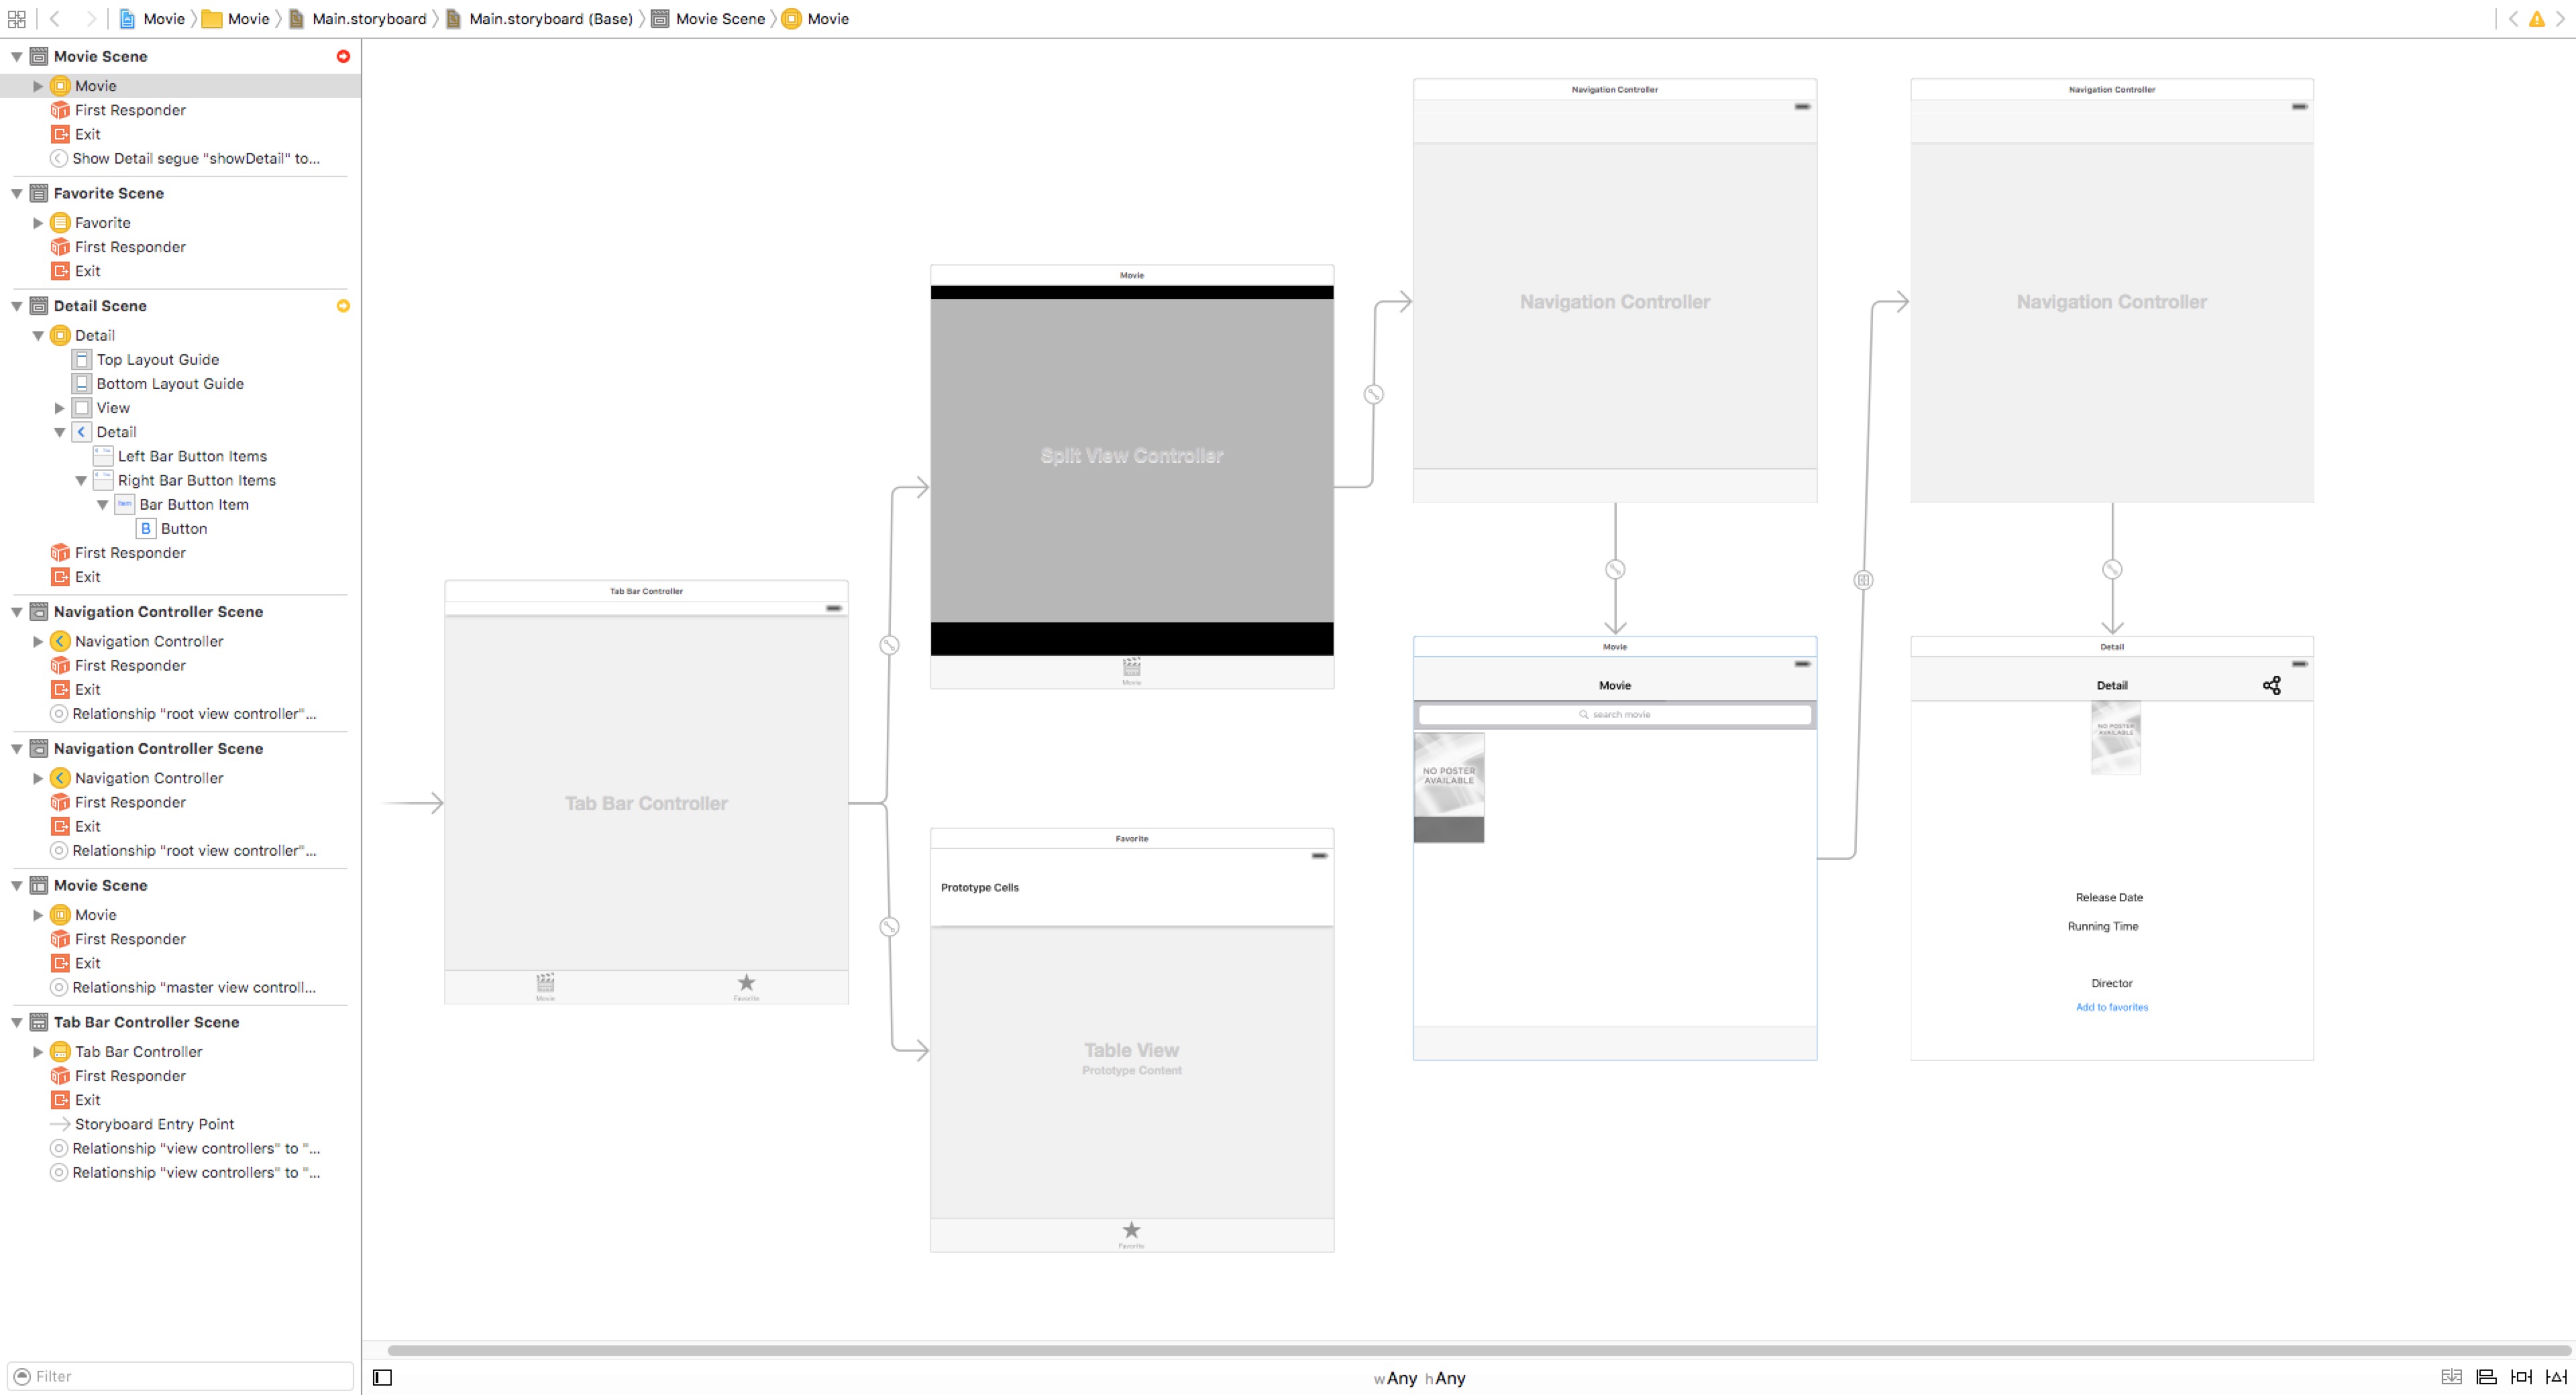 Movie Movie Main.storyboard Main.storyboard (Base) Movie Scene Movie
Movie Scene
Movie
First Responder
Exit
Show Detail segue "showDetail" to...
Favorite Scene
Favorite
First Responder
Exit
Detail Scene
Detail
Top Layout Guide
Bottom Layout Guide
View
Detail
Left Bar Button Items
Right Bar Button Items
Item Bar Button Item
B Button
First Responder
Exit
Navigation Controller Scene
Navigation Controller
First Responder
Exit
Relationship "root view controller"...
Navigation Controller Scene
Navigation Controller
First Responder
Exit
Relationship "root view controller"...
Movie Scene
Movie
First Responder
Exit
Relationship "master view controll...
Tab Bar Controller Scene
Tab Bar Controller
First Responder
Exit
Storyboard Entry Point
Relationship "view controllers" to "...
Relationship "view controllers" to "...
Filter
Tab Bar Controller
Tab Bar Controller
Movie
Favorite
Movie
Split View Controller
Movie
Favorite
Prototype Cells
Table View
Prototype Content
Favorite
Navigation Controller
Navigation Controller
Movie
Movie
search movie
NO POSTER
AVAILABLE
Navigation Controller
Navigation Controller
Detail
Detail
NO POSTER
AVAILABLE
Release Date
Running Time
Director
Add to favorites
wAny hAny